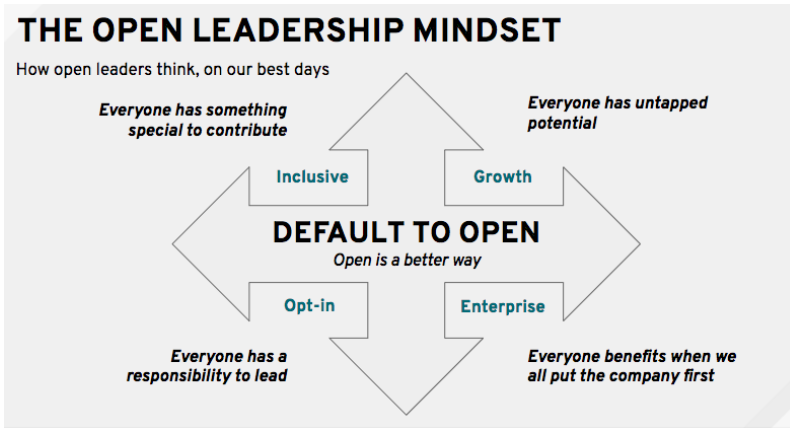 THE OPEN LEADERSHIP MINDSET
How open leaders think, on our best days
Everyone has something
special to contribute
Everyone has untapped
potential
Inclusive
Growth
DEFAULT TO OPEN
Open is a better way
Opt-in
Enterprise
Everyone has a
responsibility to lead
Everyone benefits when we
all put the company first